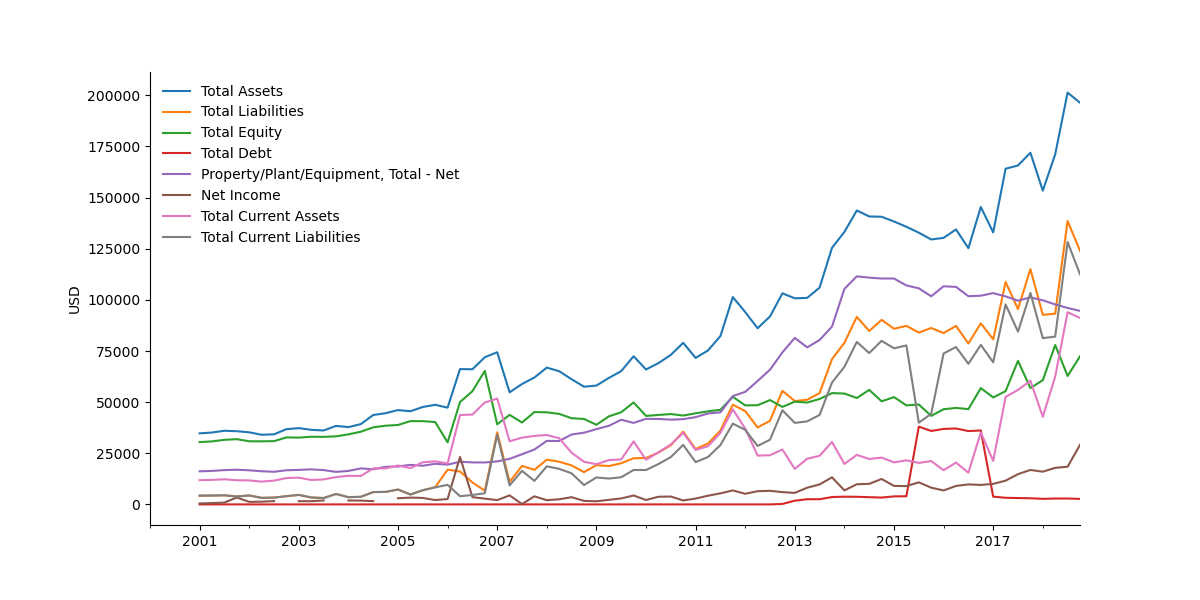 200000
175000
150000
125000
100000
75000
50000
25000
0
USD
Total Assets
Total Liabilities
Total Equity
Total Debt
Property/Plant/Equipment, Total - Net
Net Income
Total Current Assets
Total Current Liabilities
2001 2003 2005 2007 2009 2011 2013 2015 2017